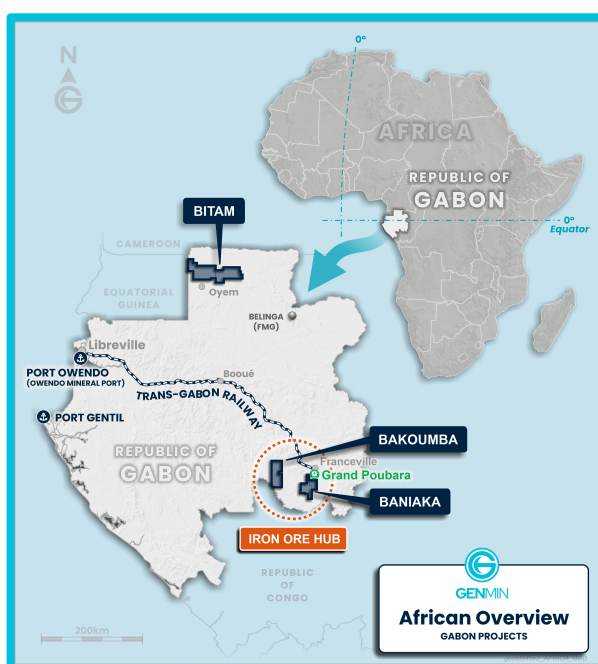 N
0°
AFRICA
REPUBLIC OF
GABON
0°
Equator
BITAM
CAMEROON
EQUATORIAL
GUINEA
Oyem
BELINGA
(FMG)
Libreville
PORT OWENDO
(OWENDO MINERAL PORT)
Booué
TRANS-GABON RAILWAY
PORT GENTIL
REPUBLIC OF
GABON
BAKOUMBA
Franceville
Grand Poubara
BANIAKA
IRON ORE HUB
REPUBLIC
OF
CONGO
200km
GENMIN
African Overview
GABON PROJECTS